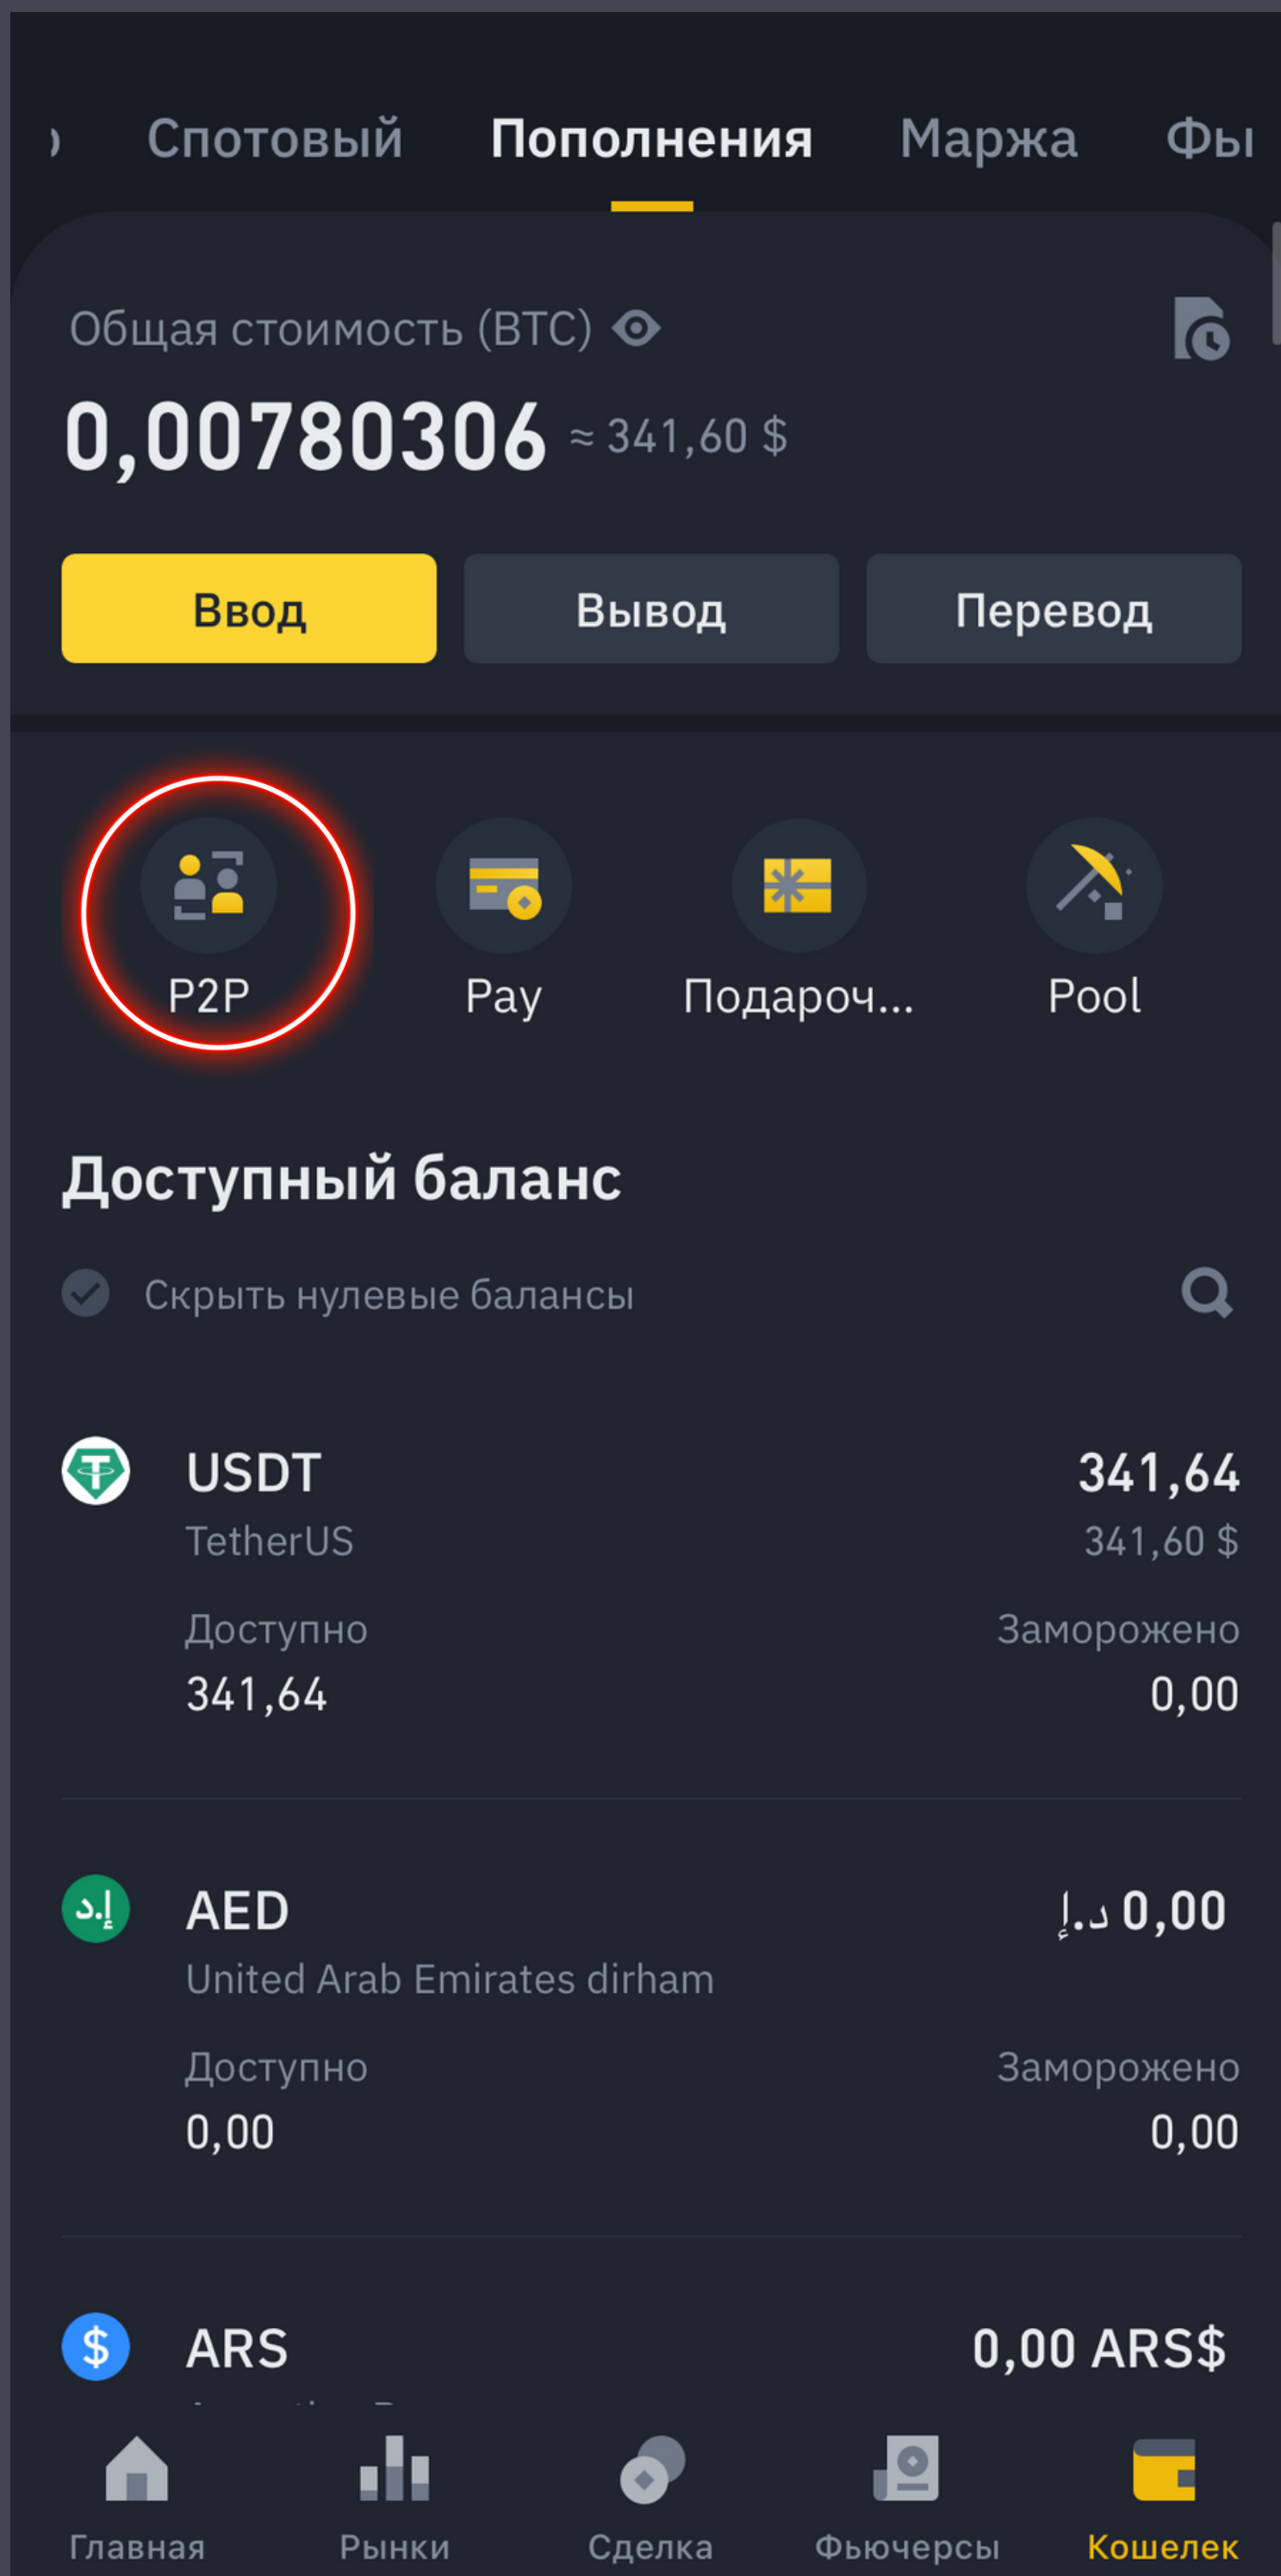 Спотовый Пополнения Маржа Фы
Общая стоимость (BTC)
0,00780306 ≈ 341,60 $
Ввод Вывод Перевод
P2P Pay Подароч... Pool
Доступный баланс
Скрыть нулевые балансы
USDT 341,64
TetherUS 341,60 $
Доступно Заморожено
341,64 0,00
د.إ AED د.إ 0,00
United Arab Emirates dirham
Доступно Заморожено
0,00 0,00
$ ARS 0,00 ARS$
Главная Рынки Сделка Фьючерсы Кошелек